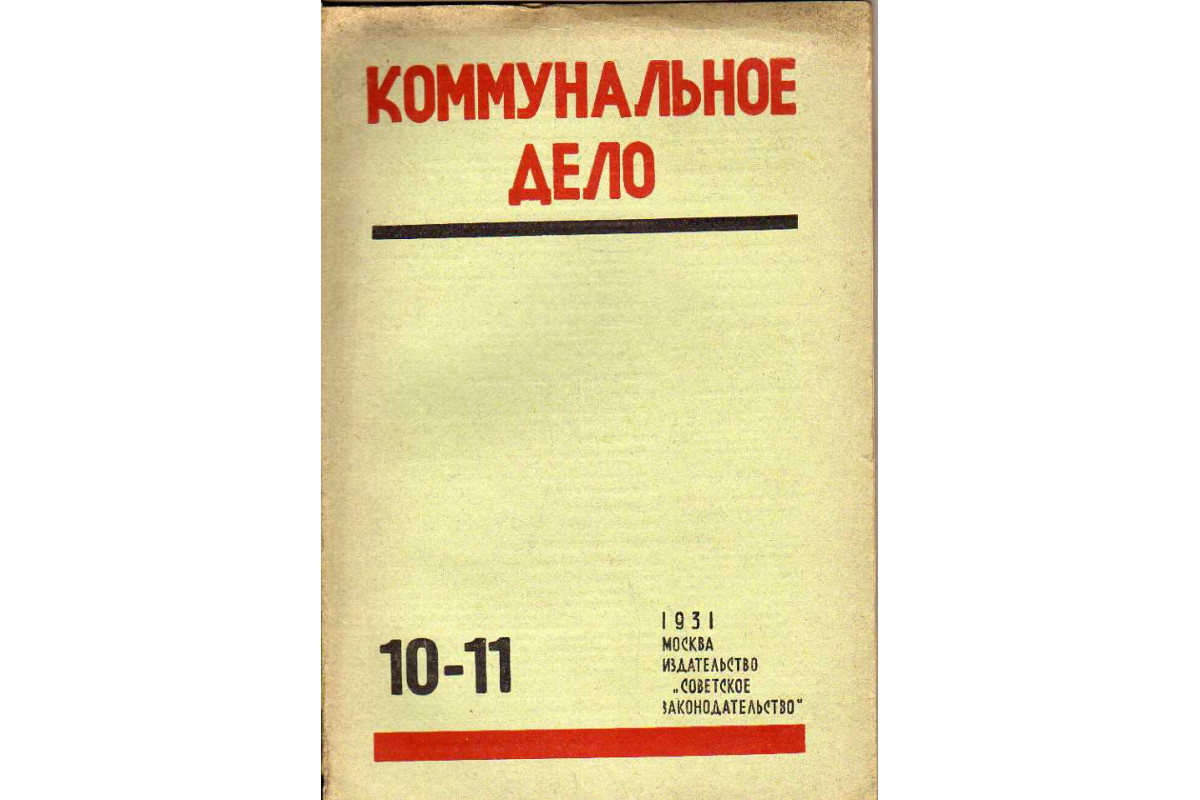 КОММУНАЛЬНОЕ
ДЕЛО
10-11
1931
МОСКВА
ИЗДАТЕЛЬСТВО
„СОВЕТСКОЕ
ЗАКОНОДАТЕЛЬСТВО"